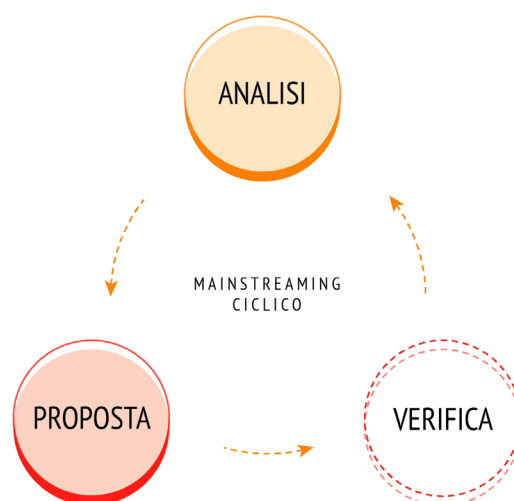 ANALISI
MAINSTREAMING
CICLICO
PROPOSTA
VERIFICA